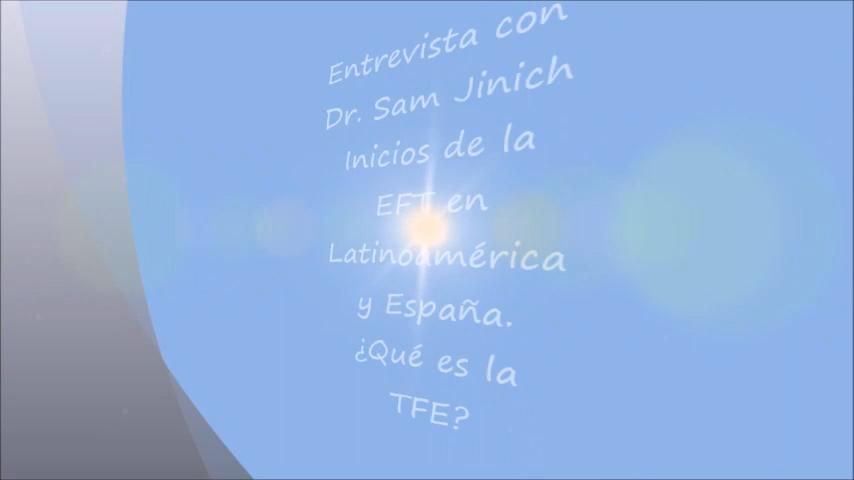 Entrevista con
Dr. Sam Jinich
Inicios de la
EFT en
Latinoamérica
y España.
¿Qué es la
TFE?